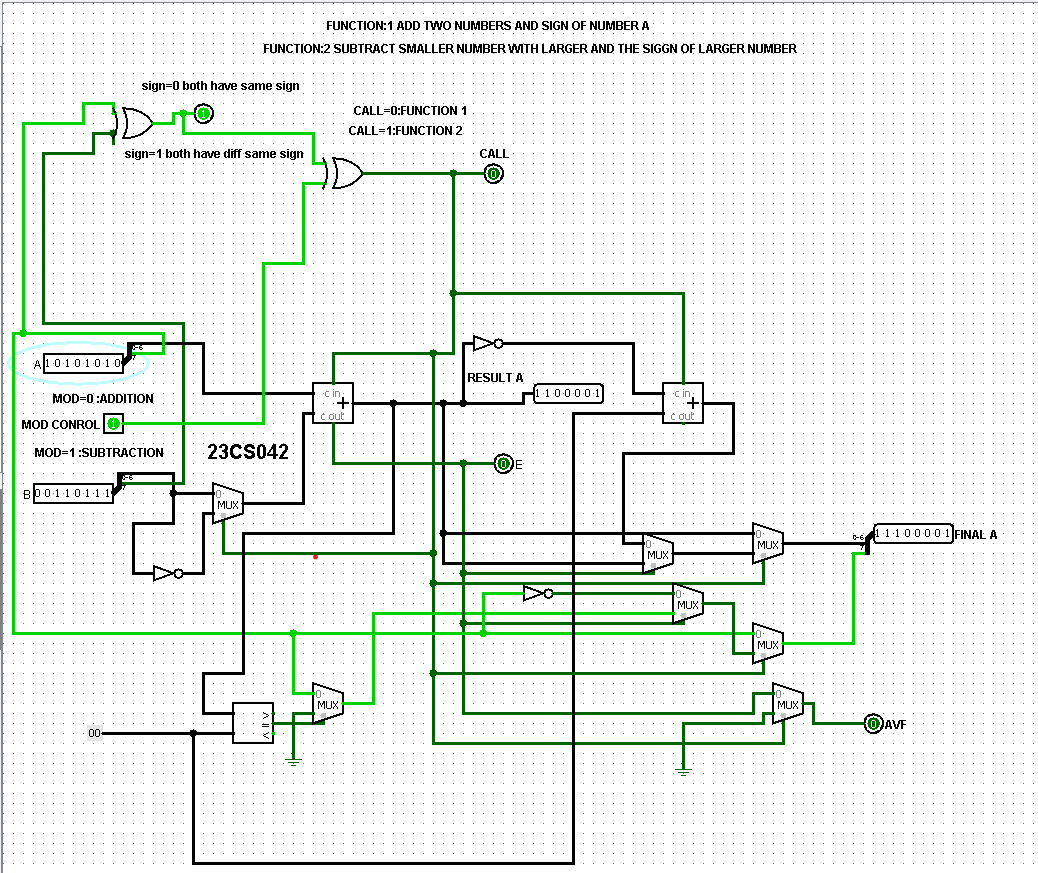 FUNCTION:1 ADD TWO NUMBERS AND SIGN OF NUMBER A
FUNCTION:2 SUBTRACT SMALLER NUMBER WITH LARGER AND THE SIGGN OF LARGER NUMBER
sign=0 both have same sign
1
CALL=0:FUNCTION 1
CALL=1:FUNCTION 2
sign=1 both have diff same sign
CALL
0
0-6
7
A 1 0 1 0 1 0 1 0
RESULT A
1 1 0 0 0 0 1
c in
+
c out
c in
+
c out
MOD=0 :ADDITION
MOD CONROL 1
MOD=1 :SUBTRACTION
23CS042
0 E
0-6
7
B 0 0 1 1 0 1 1 1
0
MUX
1 1 1 0 0 0 0 1 FINAL A
0-6
7
0
MUX
0
MUX
0
MUX
0
MUX
0
MUX
0
MUX
>
=
<
00
0 AVF